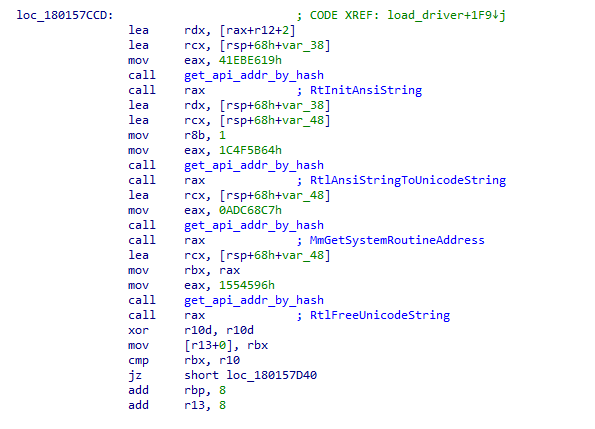 loc_180157CCD: ; CODE XREF: load_driver+1F9↓j
lea rdx, [rax+r12+2]
lea rcx, [rsp+68h+var_38]
mov eax, 41EBE619h
call get_api_addr_by_hash
call rax ; RtInitAnsiString
lea rdx, [rsp+68h+var_38]
lea rcx, [rsp+68h+var_48]
mov r8b, 1
mov eax, 1C4F5B64h
call get_api_addr_by_hash
call rax ; RtlAnsiStringToUnicodeString
lea rcx, [rsp+68h+var_48]
mov eax, 0ADC68C7h
call get_api_addr_by_hash
call rax ; MmGetSystemRoutineAddress
lea rcx, [rsp+68h+var_48]
mov rbx, rax
mov eax, 1554596h
call get_api_addr_by_hash
call rax ; RtlFreeUnicodeString
xor r10d, r10d
mov [r13+0], rbx
cmp rbx, r10
jz short loc_180157D40
add rbp, 8
add r13, 8